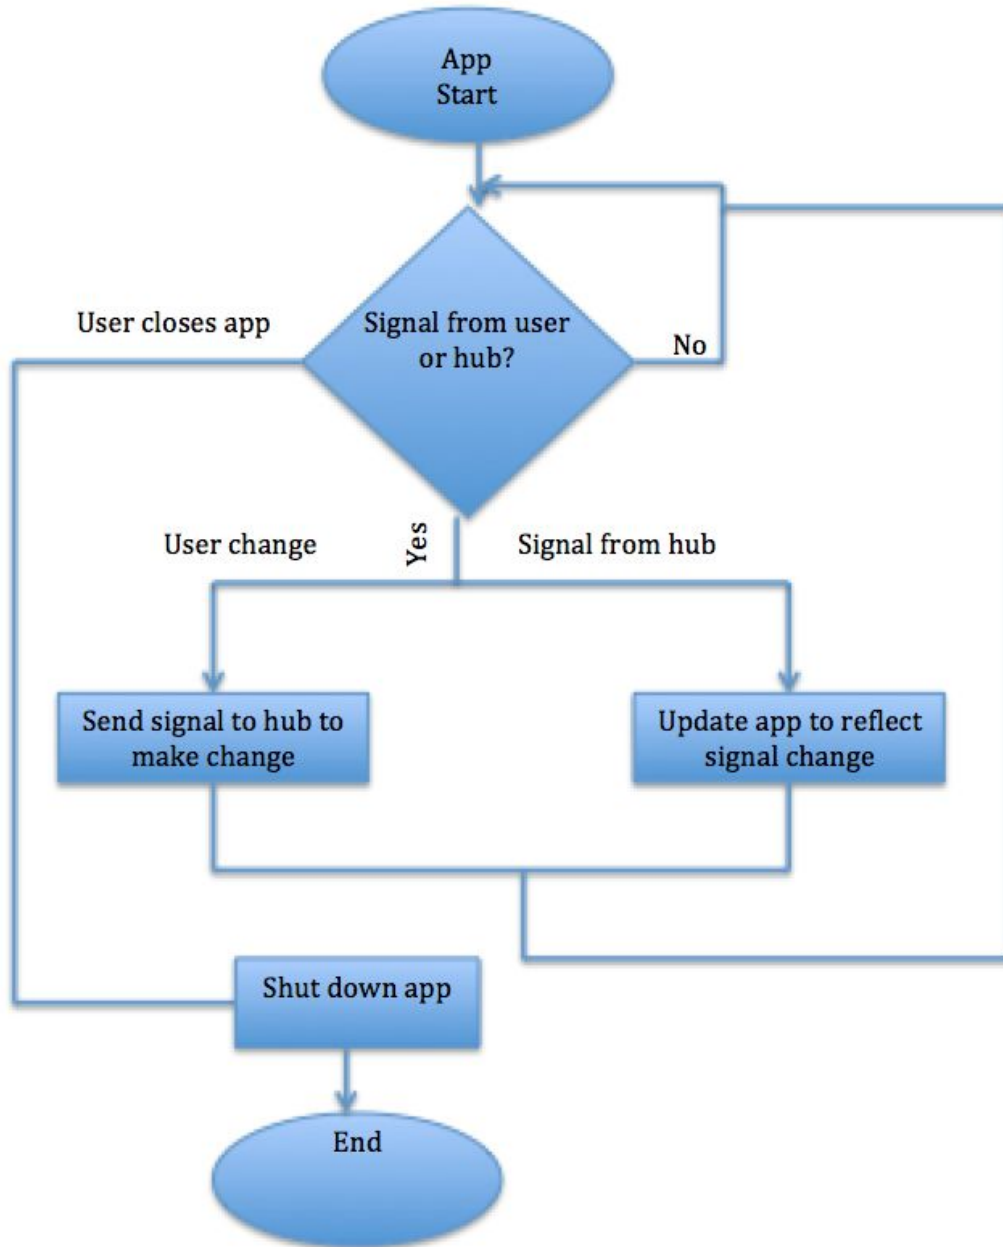 App
Start
User closes app
Signal from user
or hub?
No
User change
Yes
Signal from hub
Send signal to hub to
make change
Update app to reflect
signal change
Shut down app
End